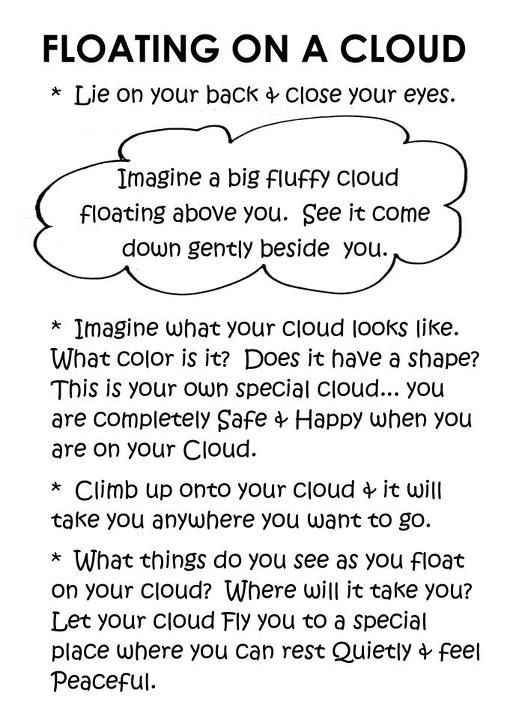 FLOATING ON A CLOUD
* Lie on your back & close your eyes.
Imagine a big fluffy cloud
floating above you. See it come
down gently beside you.
* Imagine what your cloud looks like.
What color is it? Does it have a shape?
This is your own special cloud... you
are completely Safe & Happy when you
are on your Cloud.
* Climb up onto your cloud & it will
take you anywhere you want to go.
* What things do you see as you float
on your cloud? Where will it take you?
Let your cloud Fly you to a special
place where you can rest Quietly & feel
Peaceful.